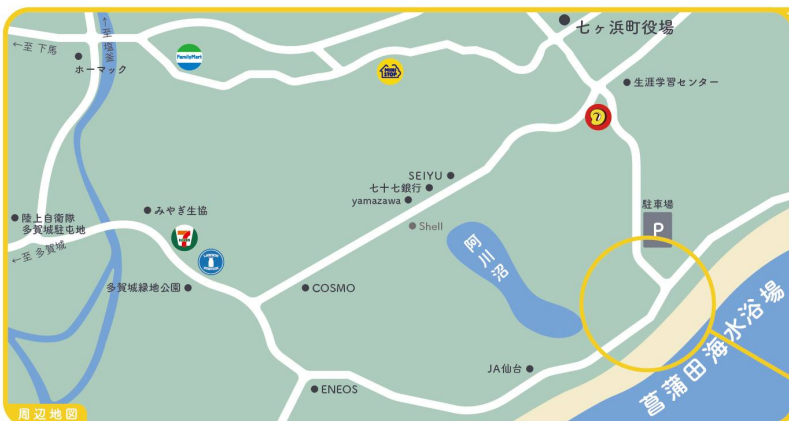 ←至 下馬
←至 塩釜
ホーマック
FamilyMart
MINI
STOP
七ヶ浜町役場
生涯学習センター
SEIYU
七十七銀行
yamazawa
Shell
駐車場
P
陸上自衛隊
多賀城駐屯地
←至 多賀城
みやぎ生協
7
多賀城緑地公園
COSMO
阿川沼
JA仙台
ENEOS
菖蒲田海水浴場
周辺地図